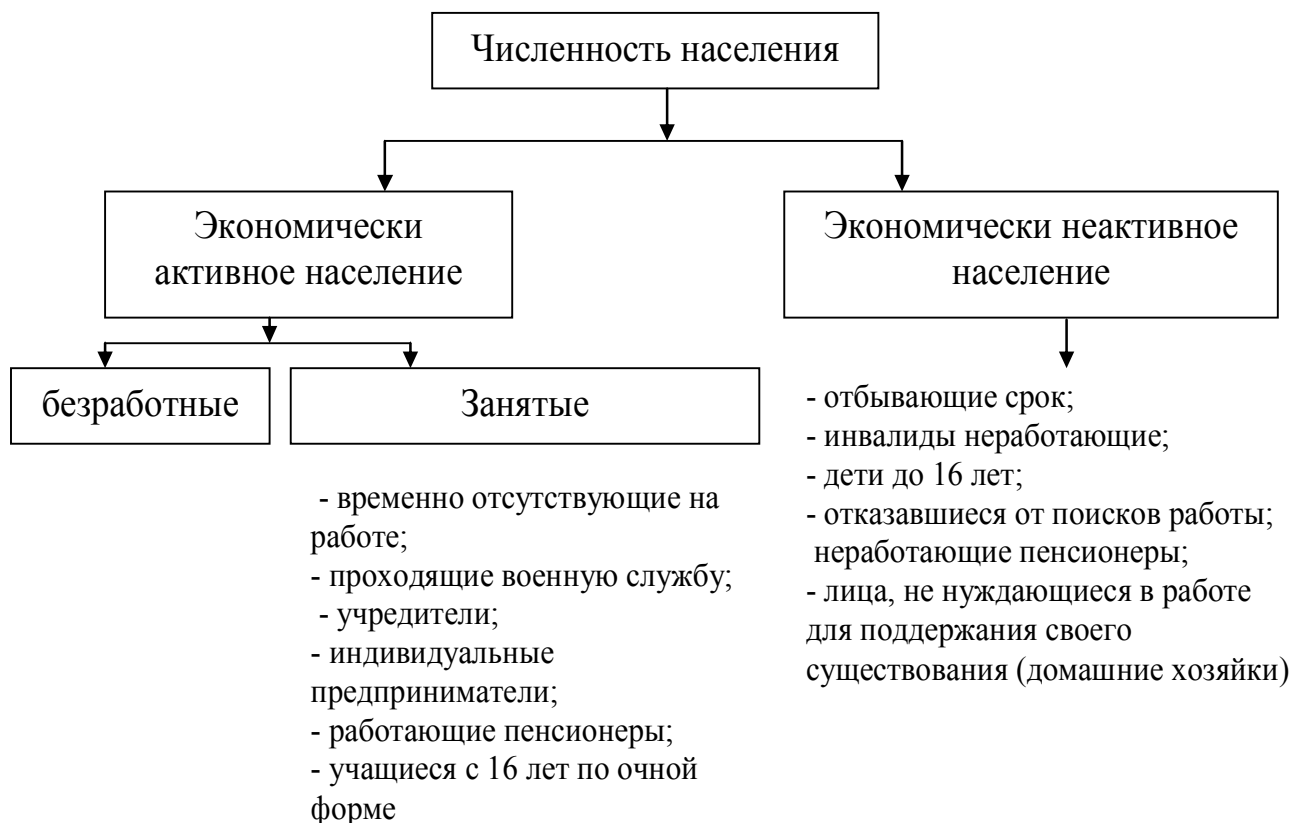 Численность населения
Экономически
активное население
Экономически неактивное
население
безработные
Занятые
- временно отсутствующие на
работе;
- проходящие военную службу;
- учредители;
- индивидуальные
предприниматели;
- работающие пенсионеры;
- учащиеся с 16 лет по очной
форме
- отбывающие срок;
- инвалиды неработающие;
- дети до 16 лет;
- отказавшиеся от поисков работы;
неработающие пенсионеры;
- лица, не нуждающиеся в работе
для поддержания своего
существования (домашние хозяйки)